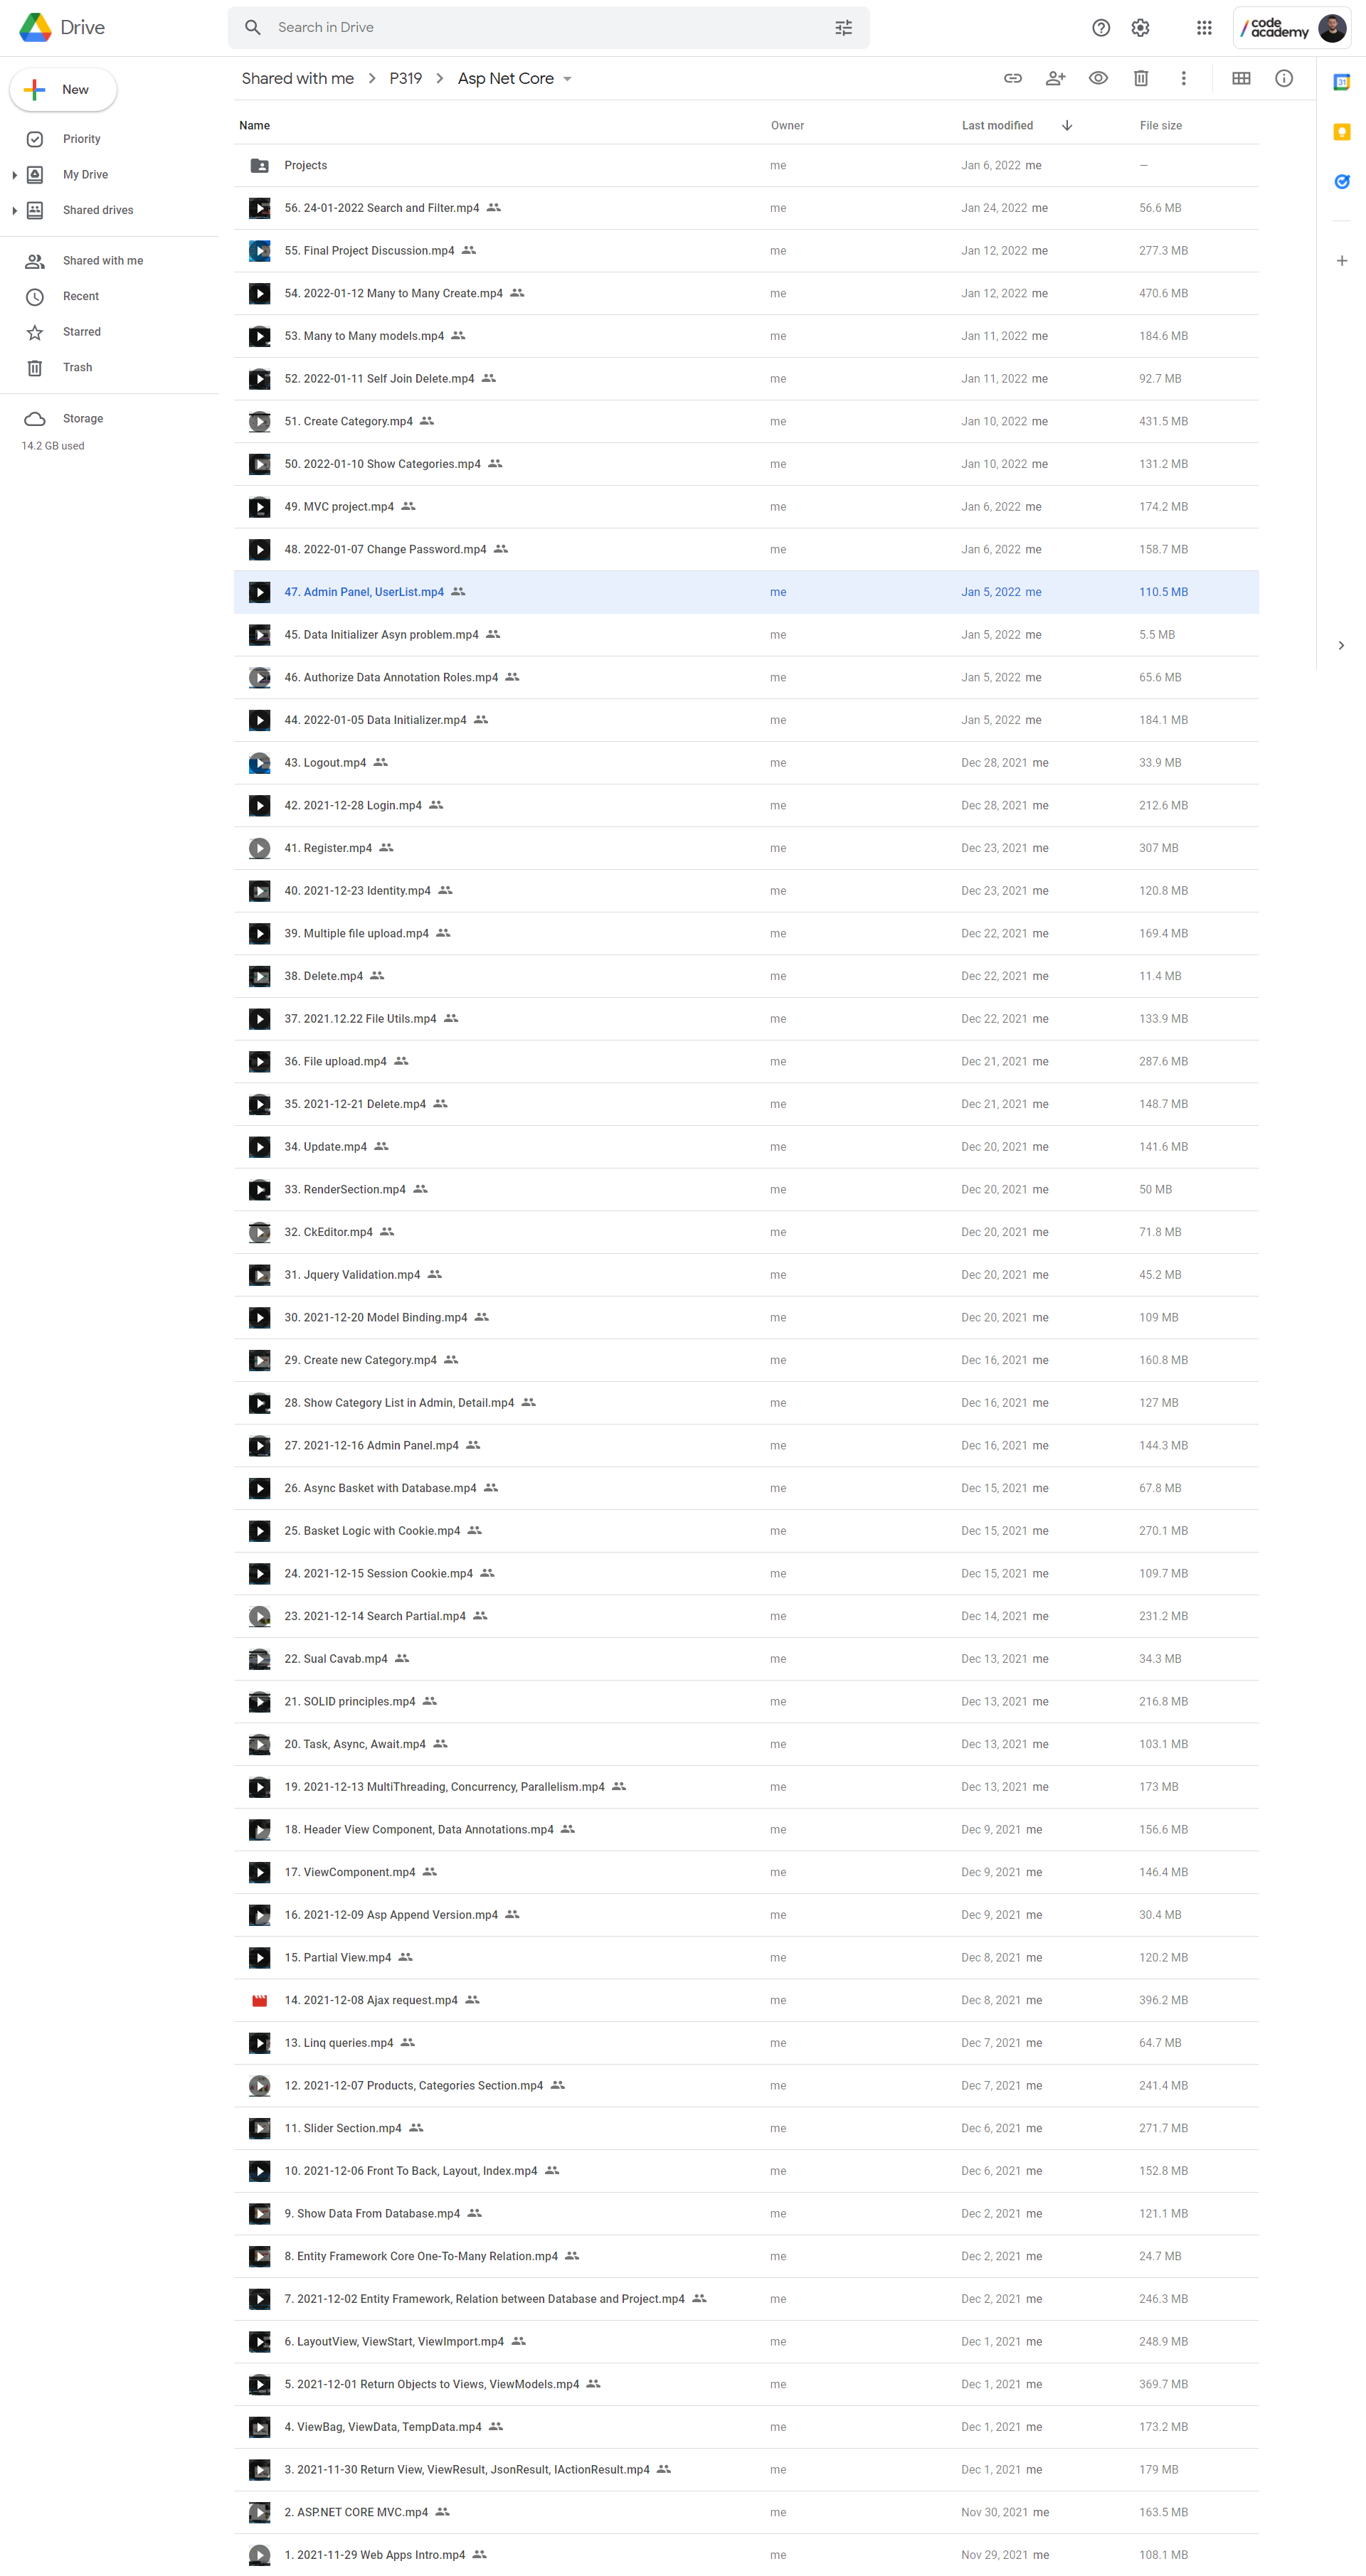 Drive
Search in Drive
code
academy
New
Priority
My Drive
Shared drives
Shared with me
Recent
Starred
Trash
Storage
14.2 GB used
Shared with me > P319 > Asp Net Core
31
Name Owner Last modified File size
Projects me Jan 6, 2022 me —
56. 24-01-2022 Search and Filter.mp4 me Jan 24, 2022 me 56.6 MB
55. Final Project Discussion.mp4 me Jan 12, 2022 me 277.3 MB
54. 2022-01-12 Many to Many Create.mp4 me Jan 12, 2022 me 470.6 MB
53. Many to Many models.mp4 me Jan 11, 2022 me 184.6 MB
52. 2022-01-11 Self Join Delete.mp4 me Jan 11, 2022 me 92.7 MB
51. Create Category.mp4 me Jan 10, 2022 me 431.5 MB
50. 2022-01-10 Show Categories.mp4 me Jan 10, 2022 me 131.2 MB
49. MVC project.mp4 me Jan 6, 2022 me 174.2 MB
48. 2022-01-07 Change Password.mp4 me Jan 6, 2022 me 158.7 MB
47. Admin Panel, UserList.mp4 me Jan 5, 2022 me 110.5 MB
45. Data Initializer Asyn problem.mp4 me Jan 5, 2022 me 5.5 MB
46. Authorize Data Annotation Roles.mp4 me Jan 5, 2022 me 65.6 MB
44. 2022-01-05 Data Initializer.mp4 me Jan 5, 2022 me 184.1 MB
43. Logout.mp4 me Dec 28, 2021 me 33.9 MB
42. 2021-12-28 Login.mp4 me Dec 28, 2021 me 212.6 MB
41. Register.mp4 me Dec 23, 2021 me 307 MB
40. 2021-12-23 Identity.mp4 me Dec 23, 2021 me 120.8 MB
39. Multiple file upload.mp4 me Dec 22, 2021 me 169.4 MB
38. Delete.mp4 me Dec 22, 2021 me 11.4 MB
37. 2021.12.22 File Utils.mp4 me Dec 22, 2021 me 133.9 MB
36. File upload.mp4 me Dec 21, 2021 me 287.6 MB
35. 2021-12-21 Delete.mp4 me Dec 21, 2021 me 148.7 MB
34. Update.mp4 me Dec 20, 2021 me 141.6 MB
33. RenderSection.mp4 me Dec 20, 2021 me 50 MB
32. CkEditor.mp4 me Dec 20, 2021 me 71.8 MB
31. Jquery Validation.mp4 me Dec 20, 2021 me 45.2 MB
30. 2021-12-20 Model Binding.mp4 me Dec 20, 2021 me 109 MB
29. Create new Category.mp4 me Dec 16, 2021 me 160.8 MB
28. Show Category List in Admin, Detail.mp4 me Dec 16, 2021 me 127 MB
27. 2021-12-16 Admin Panel.mp4 me Dec 16, 2021 me 144.3 MB
26. Async Basket with Database.mp4 me Dec 15, 2021 me 67.8 MB
25. Basket Logic with Cookie.mp4 me Dec 15, 2021 me 270.1 MB
24. 2021-12-15 Session Cookie.mp4 me Dec 15, 2021 me 109.7 MB
23. 2021-12-14 Search Partial.mp4 me Dec 14, 2021 me 231.2 MB
22. Sual Cavab.mp4 me Dec 13, 2021 me 34.3 MB
21. SOLID principles.mp4 me Dec 13, 2021 me 216.8 MB
20. Task, Async, Await.mp4 me Dec 13, 2021 me 103.1 MB
19. 2021-12-13 MultiThreading, Concurrency, Parallelism.mp4 me Dec 13, 2021 me 173 MB
18. Header View Component, Data Annotations.mp4 me Dec 9, 2021 me 156.6 MB
17. ViewComponent.mp4 me Dec 9, 2021 me 146.4 MB
16. 2021-12-09 Asp Append Version.mp4 me Dec 9, 2021 me 30.4 MB
15. Partial View.mp4 me Dec 8, 2021 me 120.2 MB
14. 2021-12-08 Ajax request.mp4 me Dec 8, 2021 me 396.2 MB
13. Linq queries.mp4 me Dec 7, 2021 me 64.7 MB
12. 2021-12-07 Products, Categories Section.mp4 me Dec 7, 2021 me 241.4 MB
11. Slider Section.mp4 me Dec 6, 2021 me 271.7 MB
10. 2021-12-06 Front To Back, Layout, Index.mp4 me Dec 6, 2021 me 152.8 MB
9. Show Data From Database.mp4 me Dec 2, 2021 me 121.1 MB
8. Entity Framework Core One-To-Many Relation.mp4 me Dec 2, 2021 me 24.7 MB
7. 2021-12-02 Entity Framework, Relation between Database and Project.mp4 me Dec 2, 2021 me 246.3 MB
6. LayoutView, ViewStart, ViewImport.mp4 me Dec 1, 2021 me 248.9 MB
5. 2021-12-01 Return Objects to Views, ViewModels.mp4 me Dec 1, 2021 me 369.7 MB
4. ViewBag, ViewData, TempData.mp4 me Dec 1, 2021 me 173.2 MB
3. 2021-11-30 Return View, ViewResult, JsonResult, IActionResult.mp4 me Dec 1, 2021 me 179 MB
2. ASP.NET CORE MVC.mp4 me Nov 30, 2021 me 163.5 MB
1. 2021-11-29 Web Apps Intro.mp4 me Nov 29, 2021 me 108.1 MB